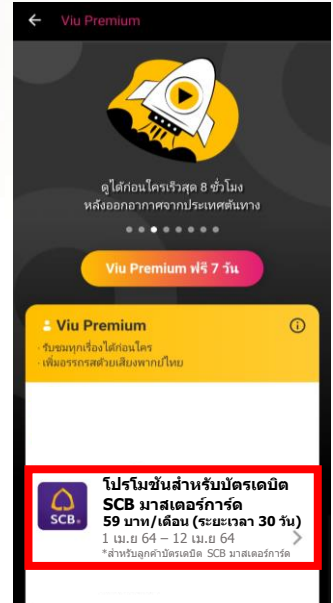 Viu Premium
ดูได้ก่อนใครเร็วสุด 8 ชั่วโมง
หลังออกอากาศจากประเทศต้นทาง
Viu Premium ฟรี 7 วัน
Viu Premium
· รับชมทุกเรื่องได้ก่อนใคร
· เพิ่มอรรถรสด้วยเสียงพากย์ไทย
โปรโมชันสำหรับบัตรเดบิต
SCB มาสเตอร์การ์ด
59 บาท/เดือน (ระยะเวลา 30 วัน)
1 เม.ย 64 – 12 เม.ย 64
*สำหรับลูกค้าบัตรเดบิต SCB มาสเตอร์การ์ด
SCB